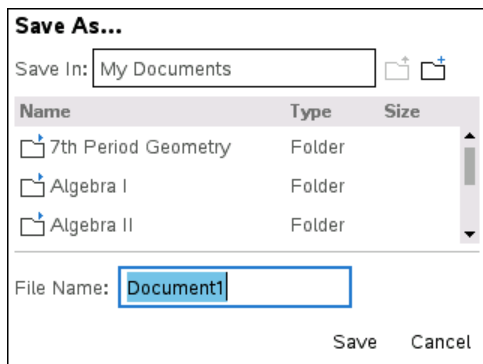 Save As...
Save In: My Documents
Name Type Size
7th Period Geometry Folder
Algebra I Folder
Algebra II Folder
File Name: Document1
Save Cancel